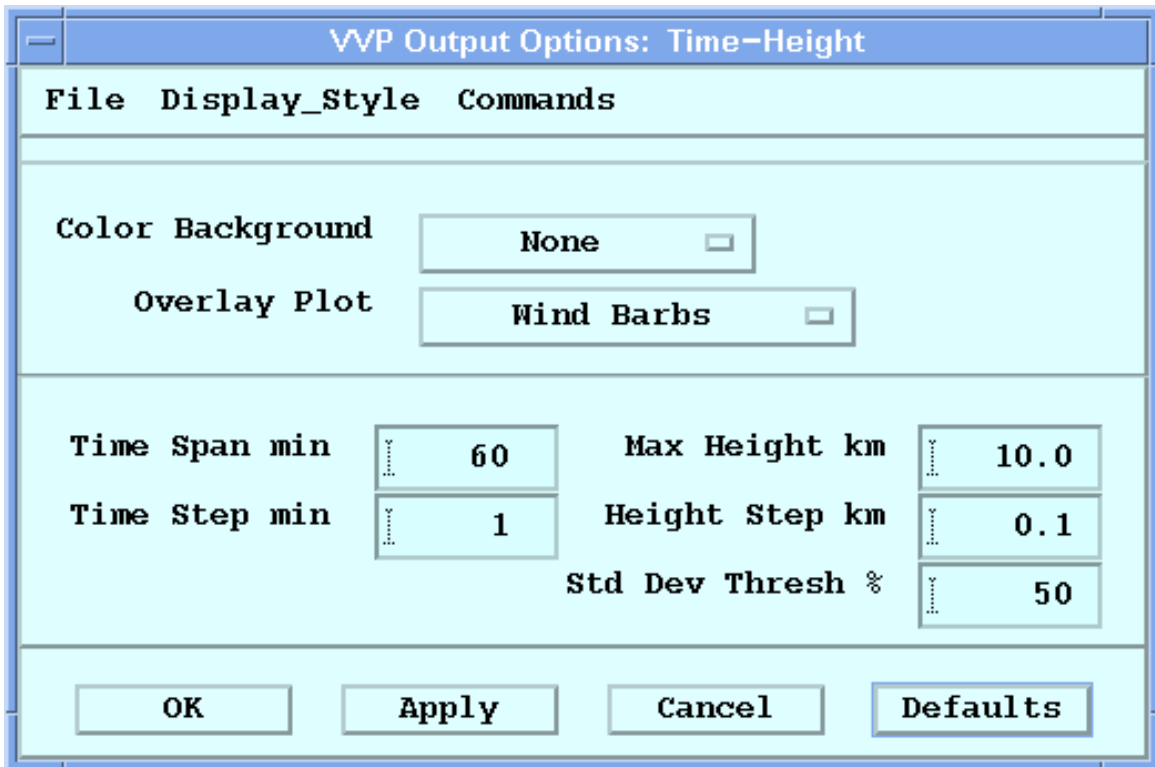 VVP Output Options: Time-Height
File Display_Style Commands
Color Background None
Overlay Plot Wind Barbs
Time Span min 60 Max Height km 10.0
Time Step min 1 Height Step km 0.1
Std Dev Thresh % 50
OK Apply Cancel Defaults